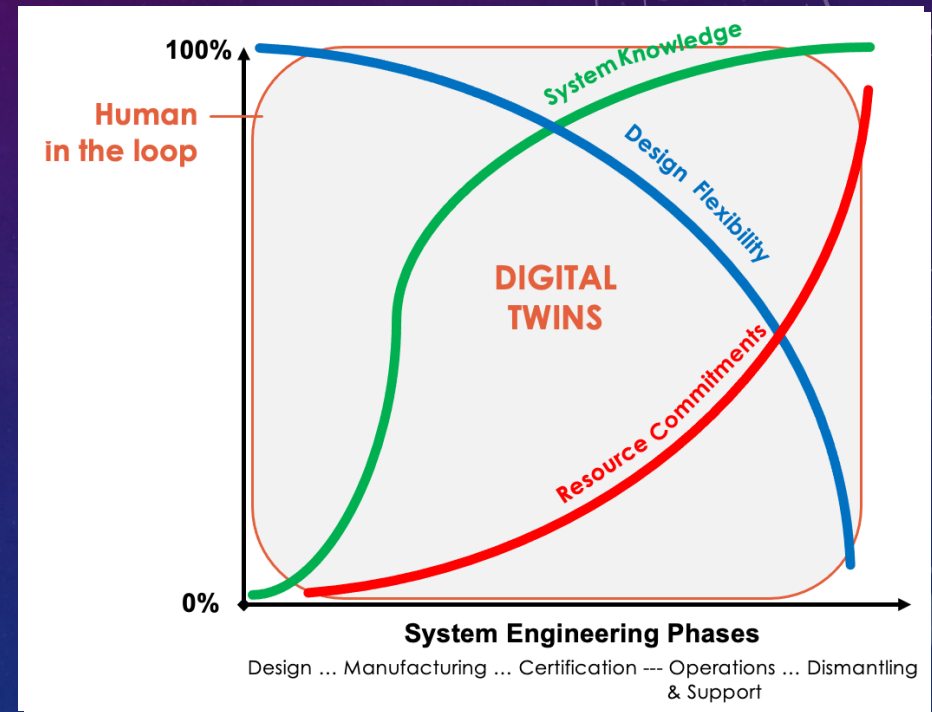 100%
System Knowledge
Human
in the loop
Design Flexibility
DIGITAL
TWINS
Resource Commitments
0%
System Engineering Phases
Design ... Manufacturing ... Certification --- Operations ... Dismantling
& Support